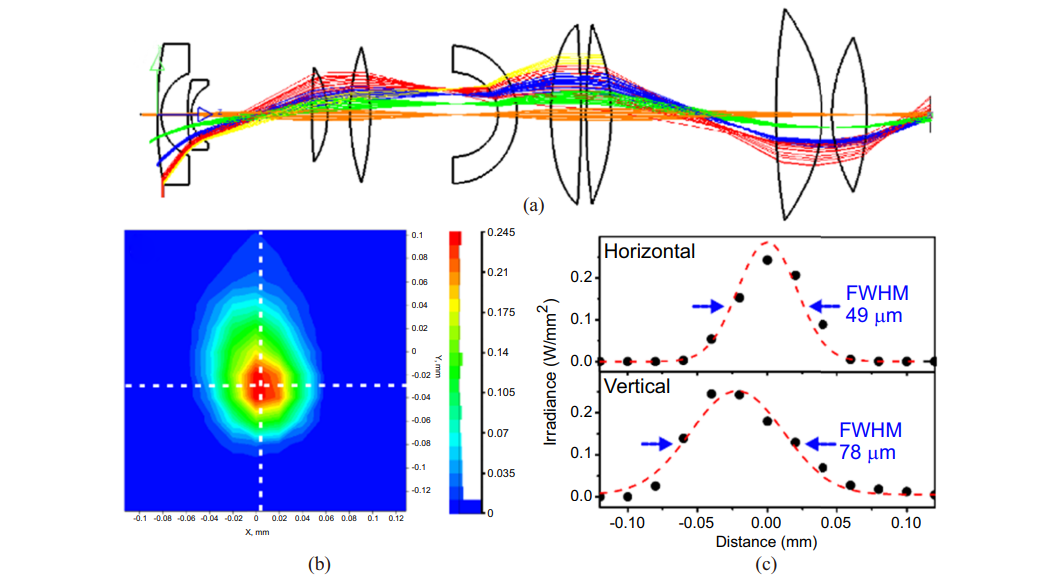 (a)
0.1
0.08
0.06
0.04
0.02
0
-0.02
-0.04
-0.06
-0.08
-0.1
-0.12
Y, mm
-0.1 -0.08 -0.06 -0.04 -0.02 0 0.02 0.04 0.06 0.08 0.1 0.12
X, mm
0.245
0.21
0.175
0.14
0.105
0.07
0.035
0
(b)
Irradiance (W/mm²)
Horizontal
0.2
0.1
0.0
FWHM
49 μm
Vertical
0.2
0.1
0.0
FWHM
78 μm
-0.10 -0.05 0.00 0.05 0.10
Distance (mm)
(c)